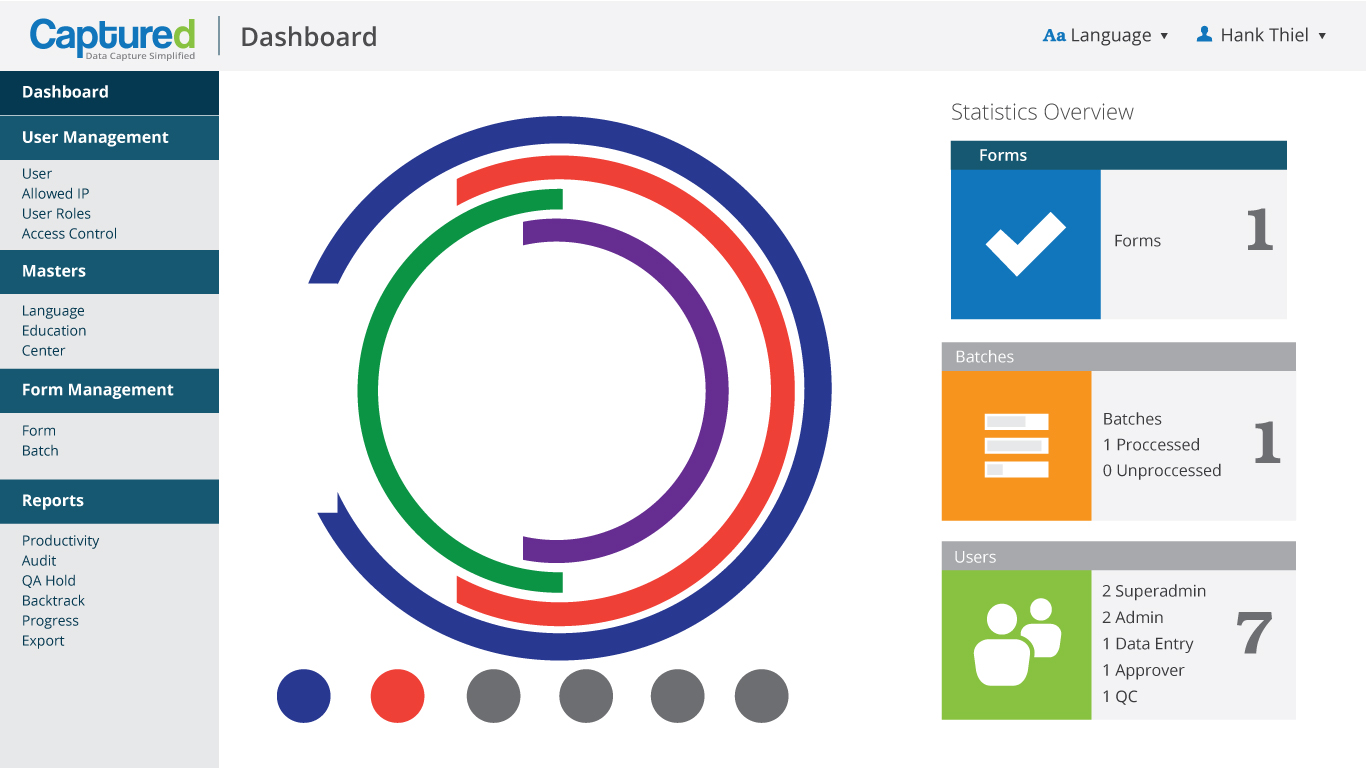 Captured
Data Capture Simplified
Dashboard
Aa Language
Hank Thiel
Dashboard
User Management
User
Allowed IP
User Roles
Access Control
Masters
Language
Education
Center
Form Management
Form
Batch
Reports
Productivity
Audit
QA Hold
Backtrack
Progress
Export
Statistics Overview
Forms
Forms
1
Batches
Batches
1 Proccessed
0 Unproccessed
1
Users
2 Superadmin
2 Admin
1 Data Entry
1 Approver
1 QC
7